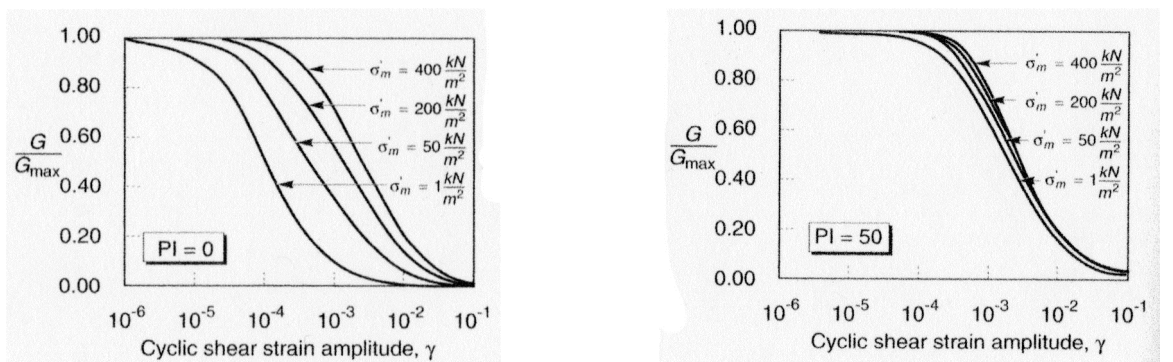 1.00
0.80
0.60
0.40
0.20
0.00
G
G max
σ'm = 400 kN/m²
σ'm = 200 kN/m²
σ'm = 50 kN/m²
σ'm = 1 kN/m²
PI = 0
10⁻⁶ 10⁻⁵ 10⁻⁴ 10⁻³ 10⁻² 10⁻¹
Cyclic shear strain amplitude, γ
1.00
0.80
0.60
0.40
0.20
0.00
G
G max
σ'm = 400 kN/m²
σ'm = 200 kN/m²
σ'm = 50 kN/m²
σ'm = 1 kN/m²
PI = 50
10⁻⁶ 10⁻⁵ 10⁻⁴ 10⁻³ 10⁻² 10⁻¹
Cyclic shear strain amplitude, γ